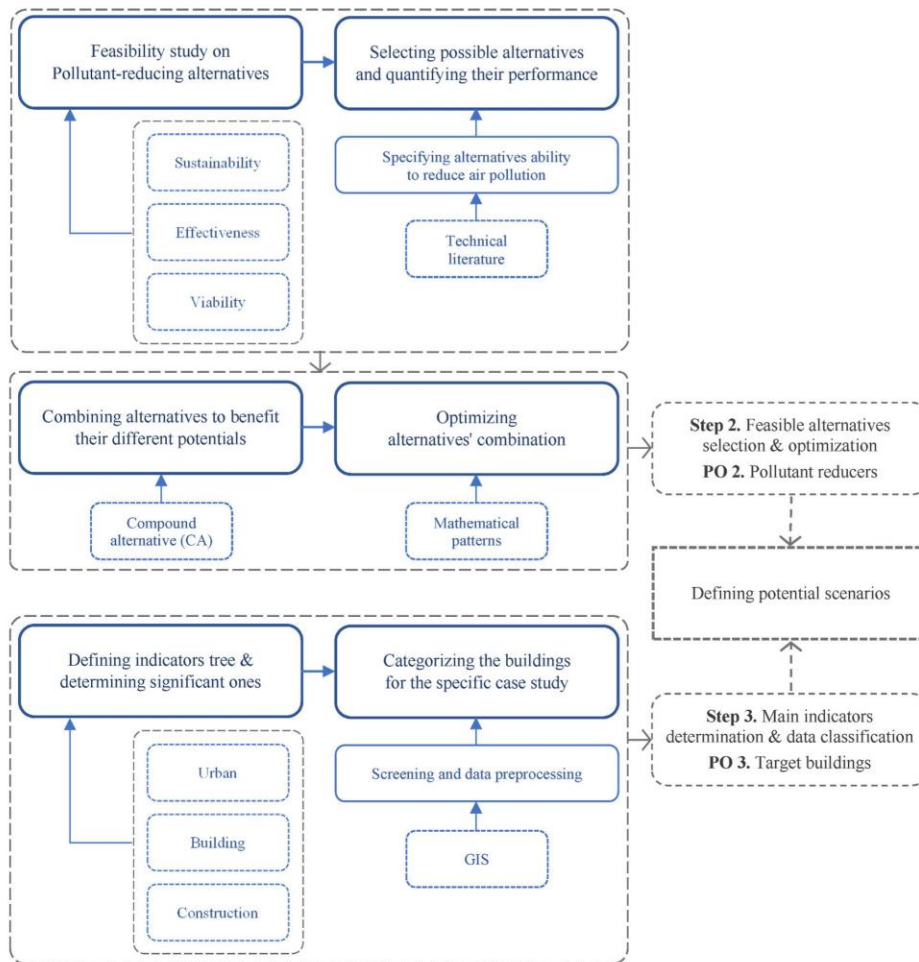 Feasibility study on
Pollutant-reducing alternatives
Selecting possible alternatives
and quantifying their performance
Sustainability
Effectiveness
Viability
Specifying alternatives ability
to reduce air pollution
Technical
literature
Combining alternatives to benefit
their different potentials
Optimizing
alternatives' combination
Compound
alternative (CA)
Mathematical
patterns
Step 2. Feasible alternatives
selection & optimization
PO 2. Pollutant reducers
Defining potential scenarios
Defining indicators tree &
determining significant ones
Categorizing the buildings
for the specific case study
Urban
Building
Construction
Screening and data preprocessing
GIS
Step 3. Main indicators
determination & data classification
PO 3. Target buildings